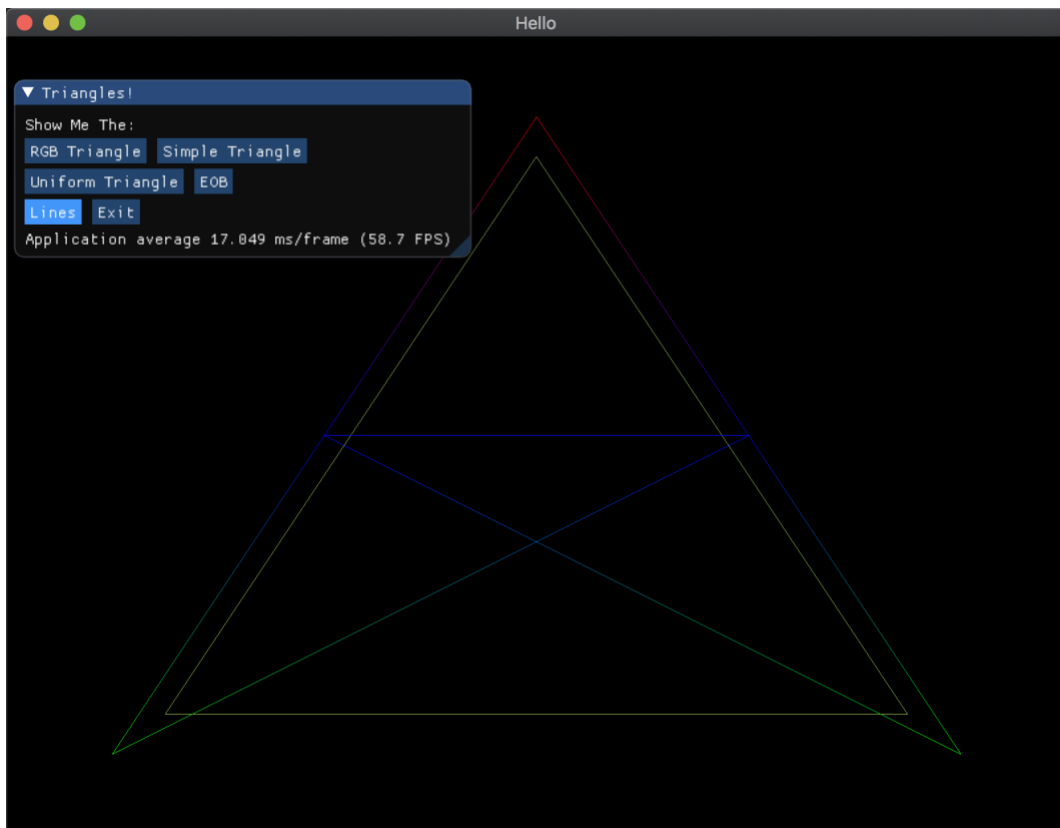 Hello
Triangles!
Show Me The:
RGB Triangle Simple Triangle
Uniform Triangle EOB
Lines Exit
Application average 17.049 ms/frame (58.7 FPS)